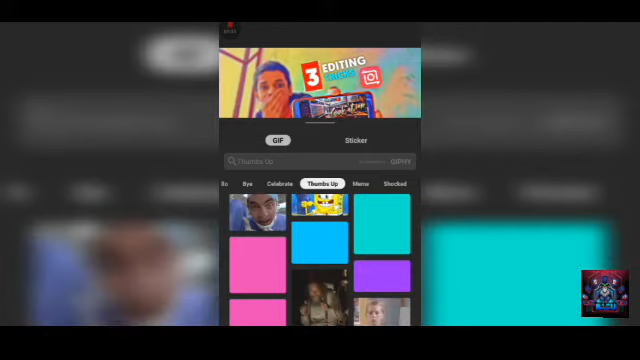 3 EDITING
TRICKS
GIF
Sticker
Thumbs Up
GIPHY
Bye
Celebrate
Thumbs Up
Meme
Shocked